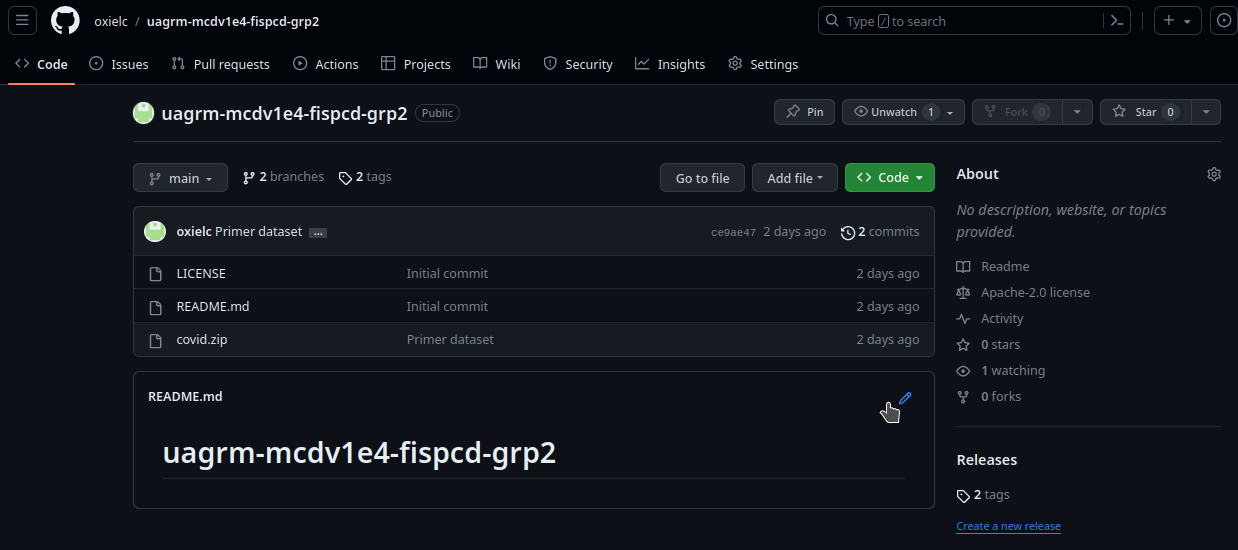 oxielc / uagrm-mcdv1e4-fispcd-grp2 Type / to search
Code Issues Pull requests Actions Projects Wiki Security Insights Settings
uagrm-mcdv1e4-fispcd-grp2 Public Pin Unwatch 1 Fork 0 Star 0
main 2 branches 2 tags Go to file Add file Code
oxielc Primer dataset ... ce9ae47 2 days ago 2 commits
LICENSE Initial commit 2 days ago
README.md Initial commit 2 days ago
covid.zip Primer dataset 2 days ago
README.md
uagrm-mcdv1e4-fispcd-grp2
About
No description, website, or topics
provided.
Readme
Apache-2.0 license
Activity
0 stars
1 watching
0 forks
Releases
2 tags
Create a new release